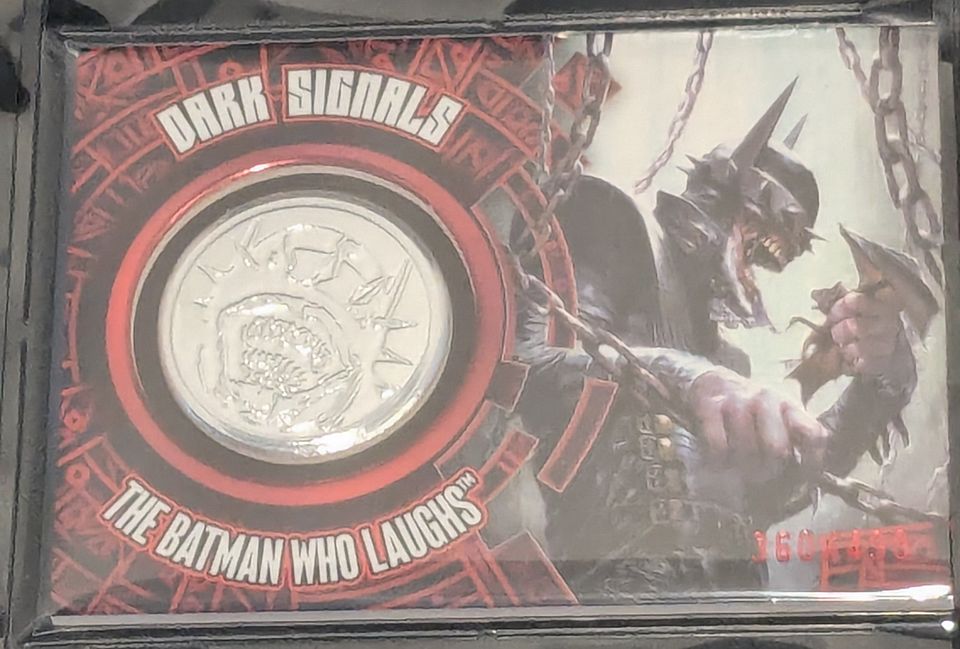 DARK SIGNALS
THE BATMAN WHO LAUGHS™